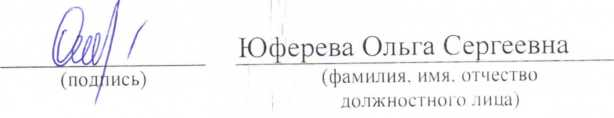 Юферева Ольга Сергеевна
(подпись) (фамилия, имя, отчество
должностного лица)